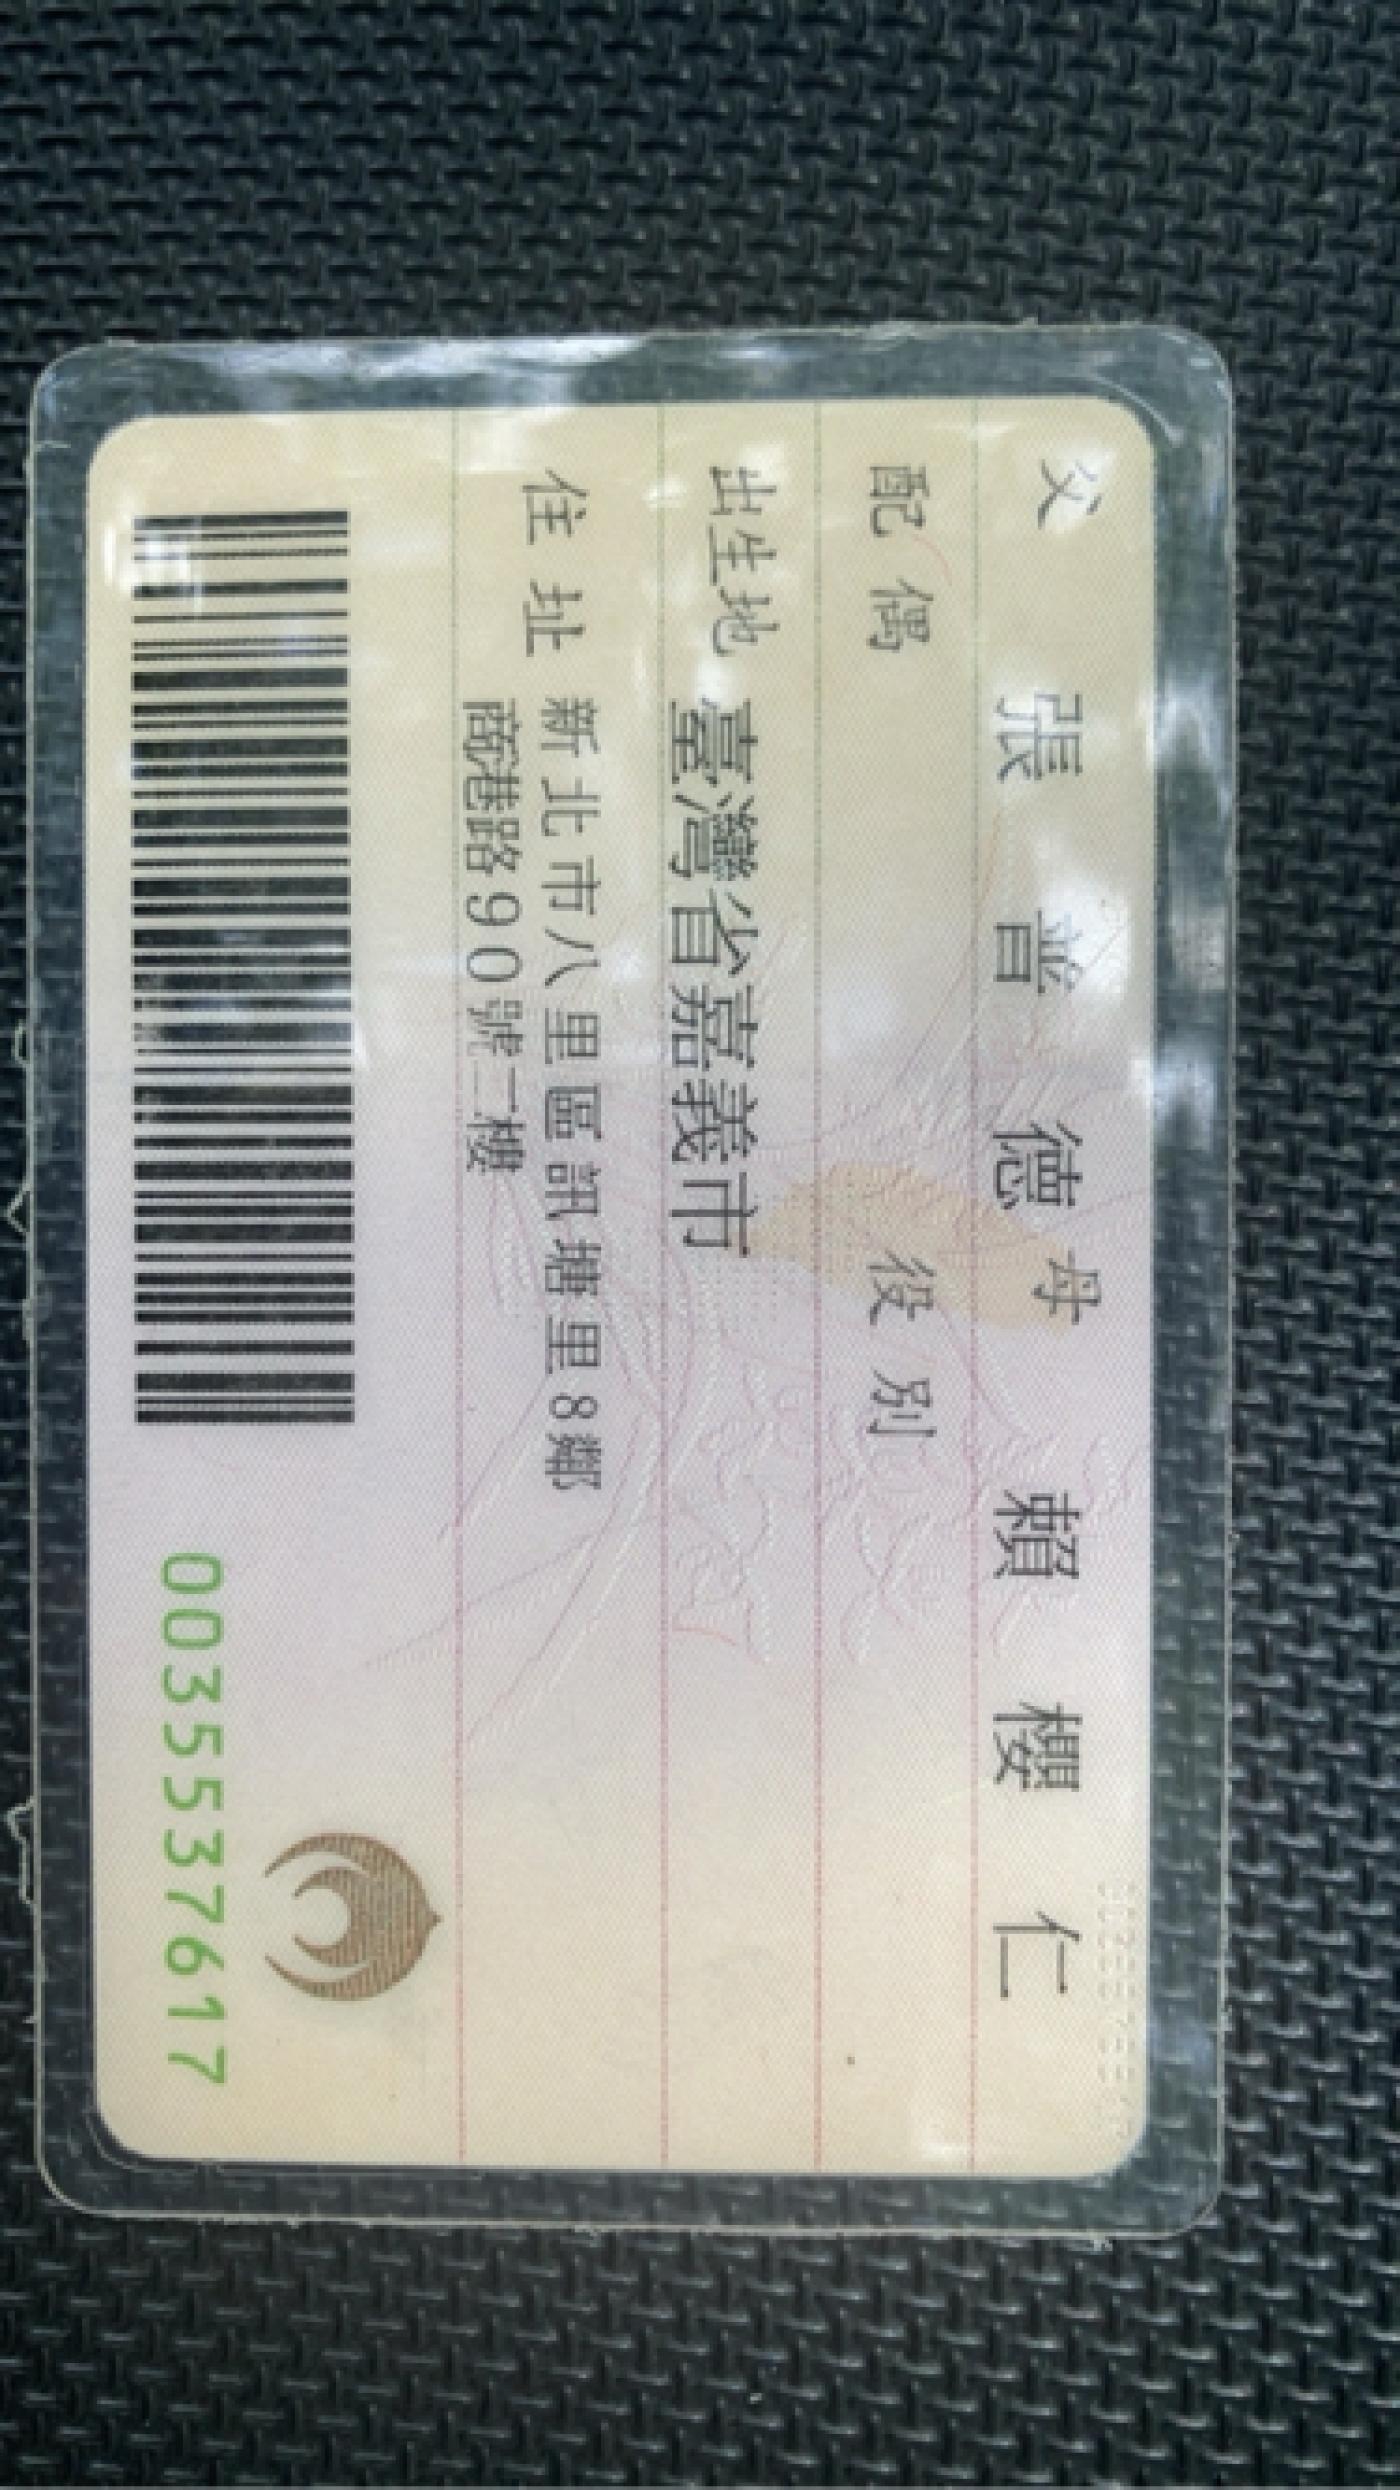 父 張普德 母 賴櫻仁
配偶 役別
出生地 臺灣省嘉義市
住址 新北市八里區訊塘里8鄰
商港路90號二樓
0035537617